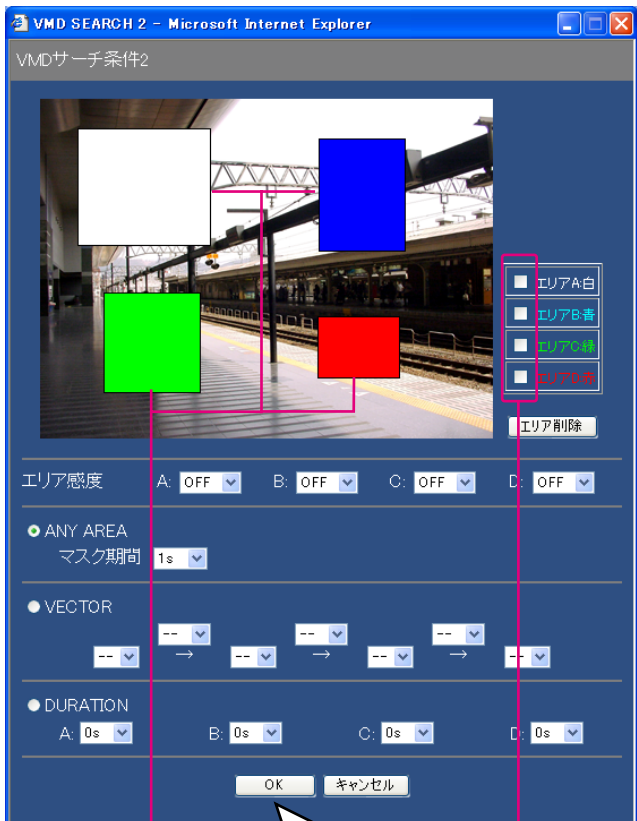 VMD SEARCH 2 - Microsoft Internet Explorer
VMDサーチ条件2
エリアA:白
エリアB:青
エリアC:緑
エリアD:赤
エリア削除
エリア感度 A: OFF B: OFF C: OFF D: OFF
ANY AREA
マスク期間 1s
VECTOR
-- -- --
-- → -- → -- → --
DURATION
A: 0s B: 0s C: 0s D: 0s
OK キャンセル